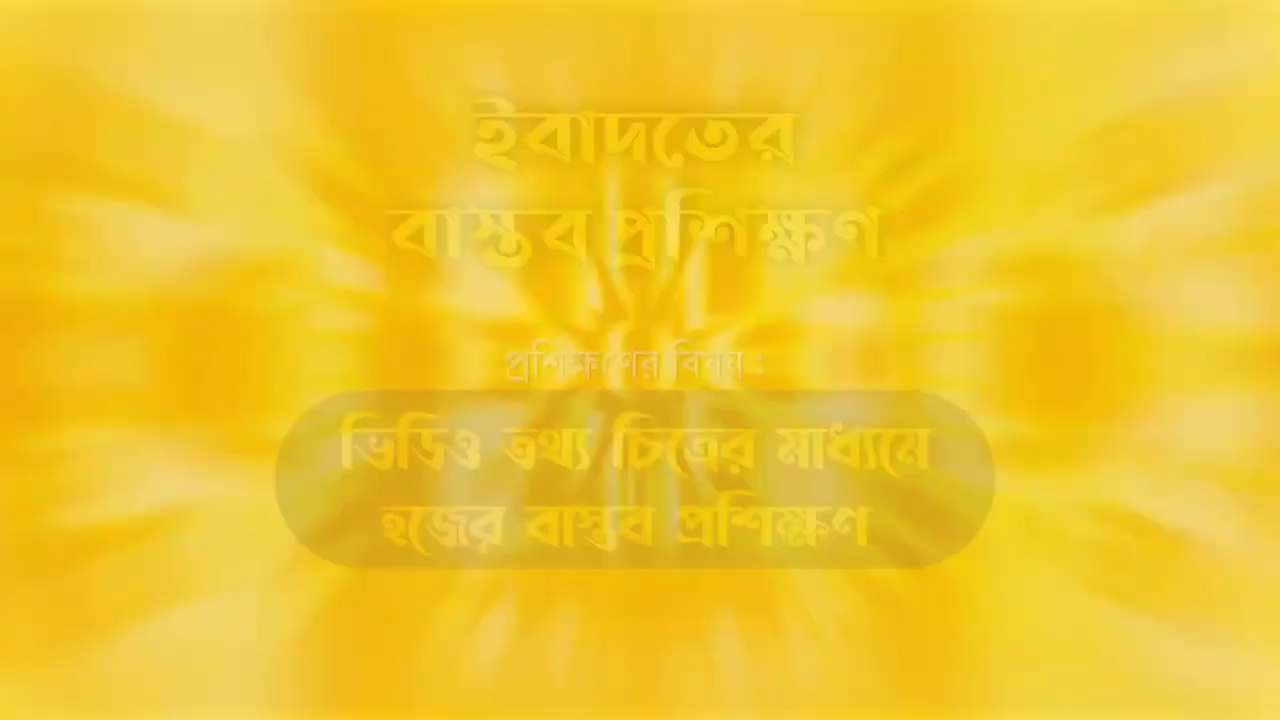 ইবাদতের
বাস্তব প্রশিক্ষণ
প্রশিক্ষণের বিষয় ঃ
ভিডিও তথ্য চিত্রের মাধ্যমে
হজের বাস্তব প্রশিক্ষণ